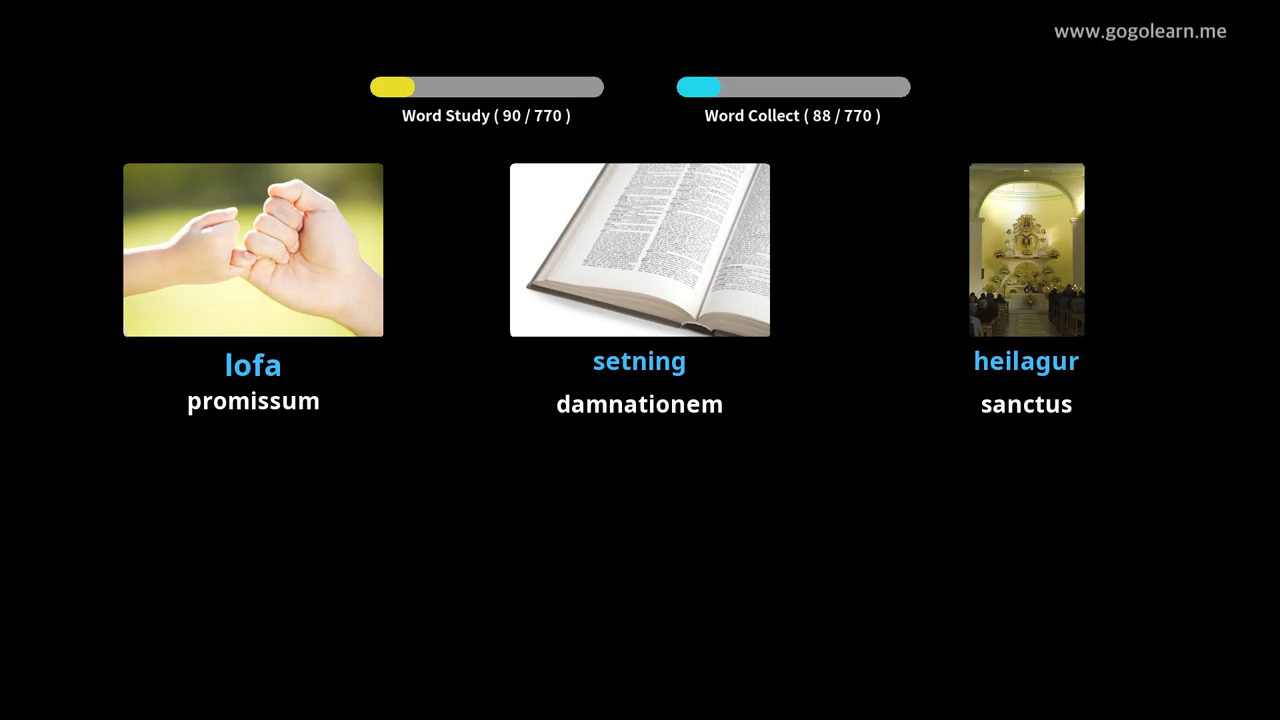 www.gogolearn.me
Word Study ( 90 / 770 )
Word Collect ( 88 / 770 )
lofa
promissum
setning
damnationem
heilagur
sanctus